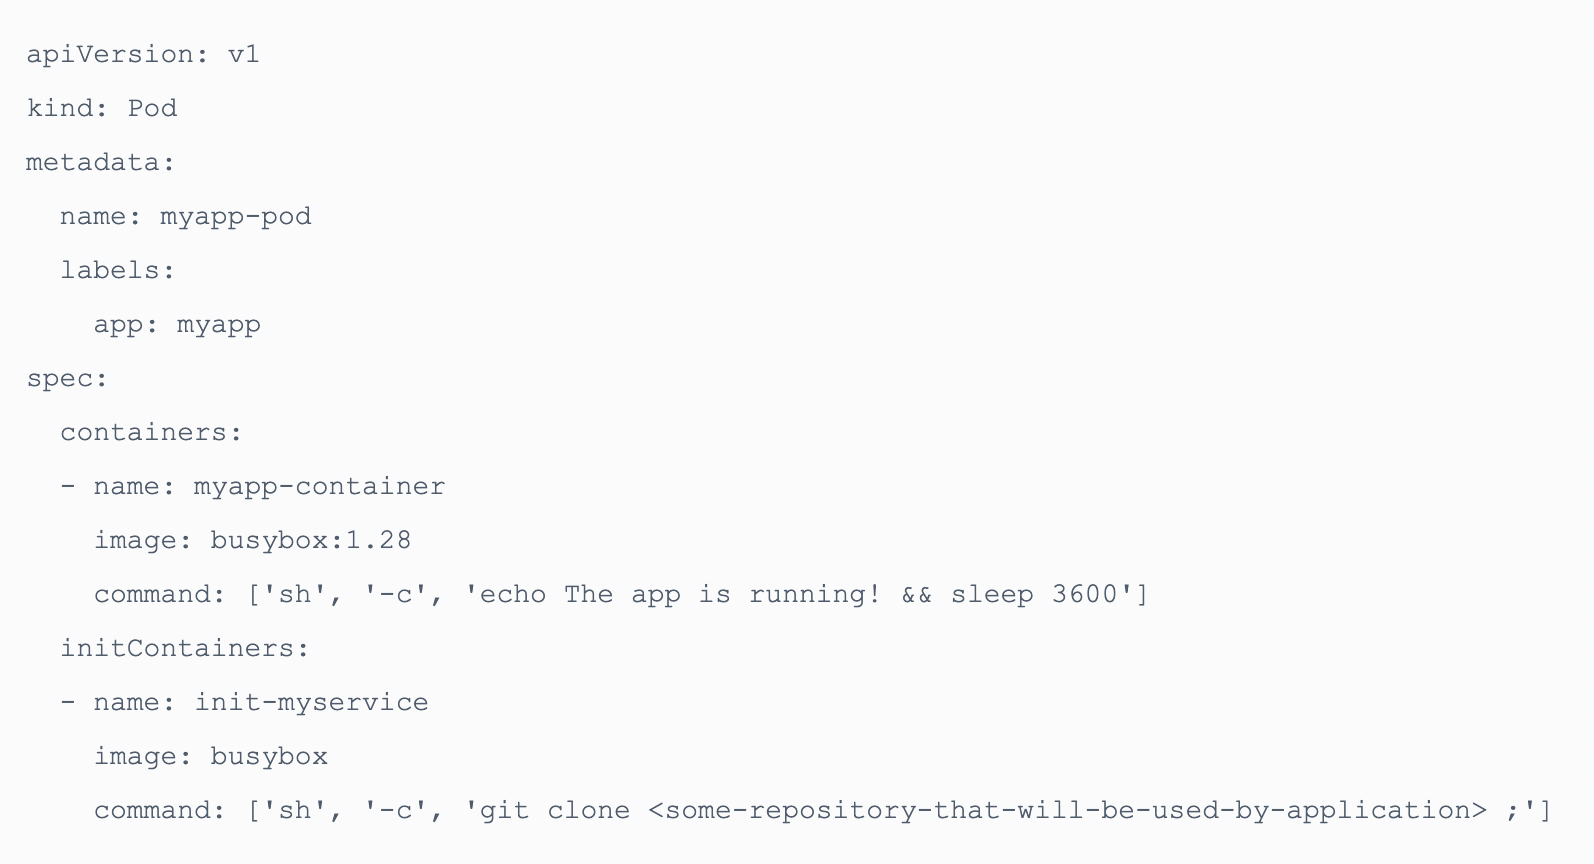 apiVersion: v1
kind: Pod
metadata:
  name: myapp-pod
  labels:
    app: myapp
spec:
  containers:
  - name: myapp-container
    image: busybox:1.28
    command: ['sh', '-c', 'echo The app is running! && sleep 3600']
  initContainers:
  - name: init-myservice
    image: busybox
    command: ['sh', '-c', 'git clone <some-repository-that-will-be-used-by-application> ;']